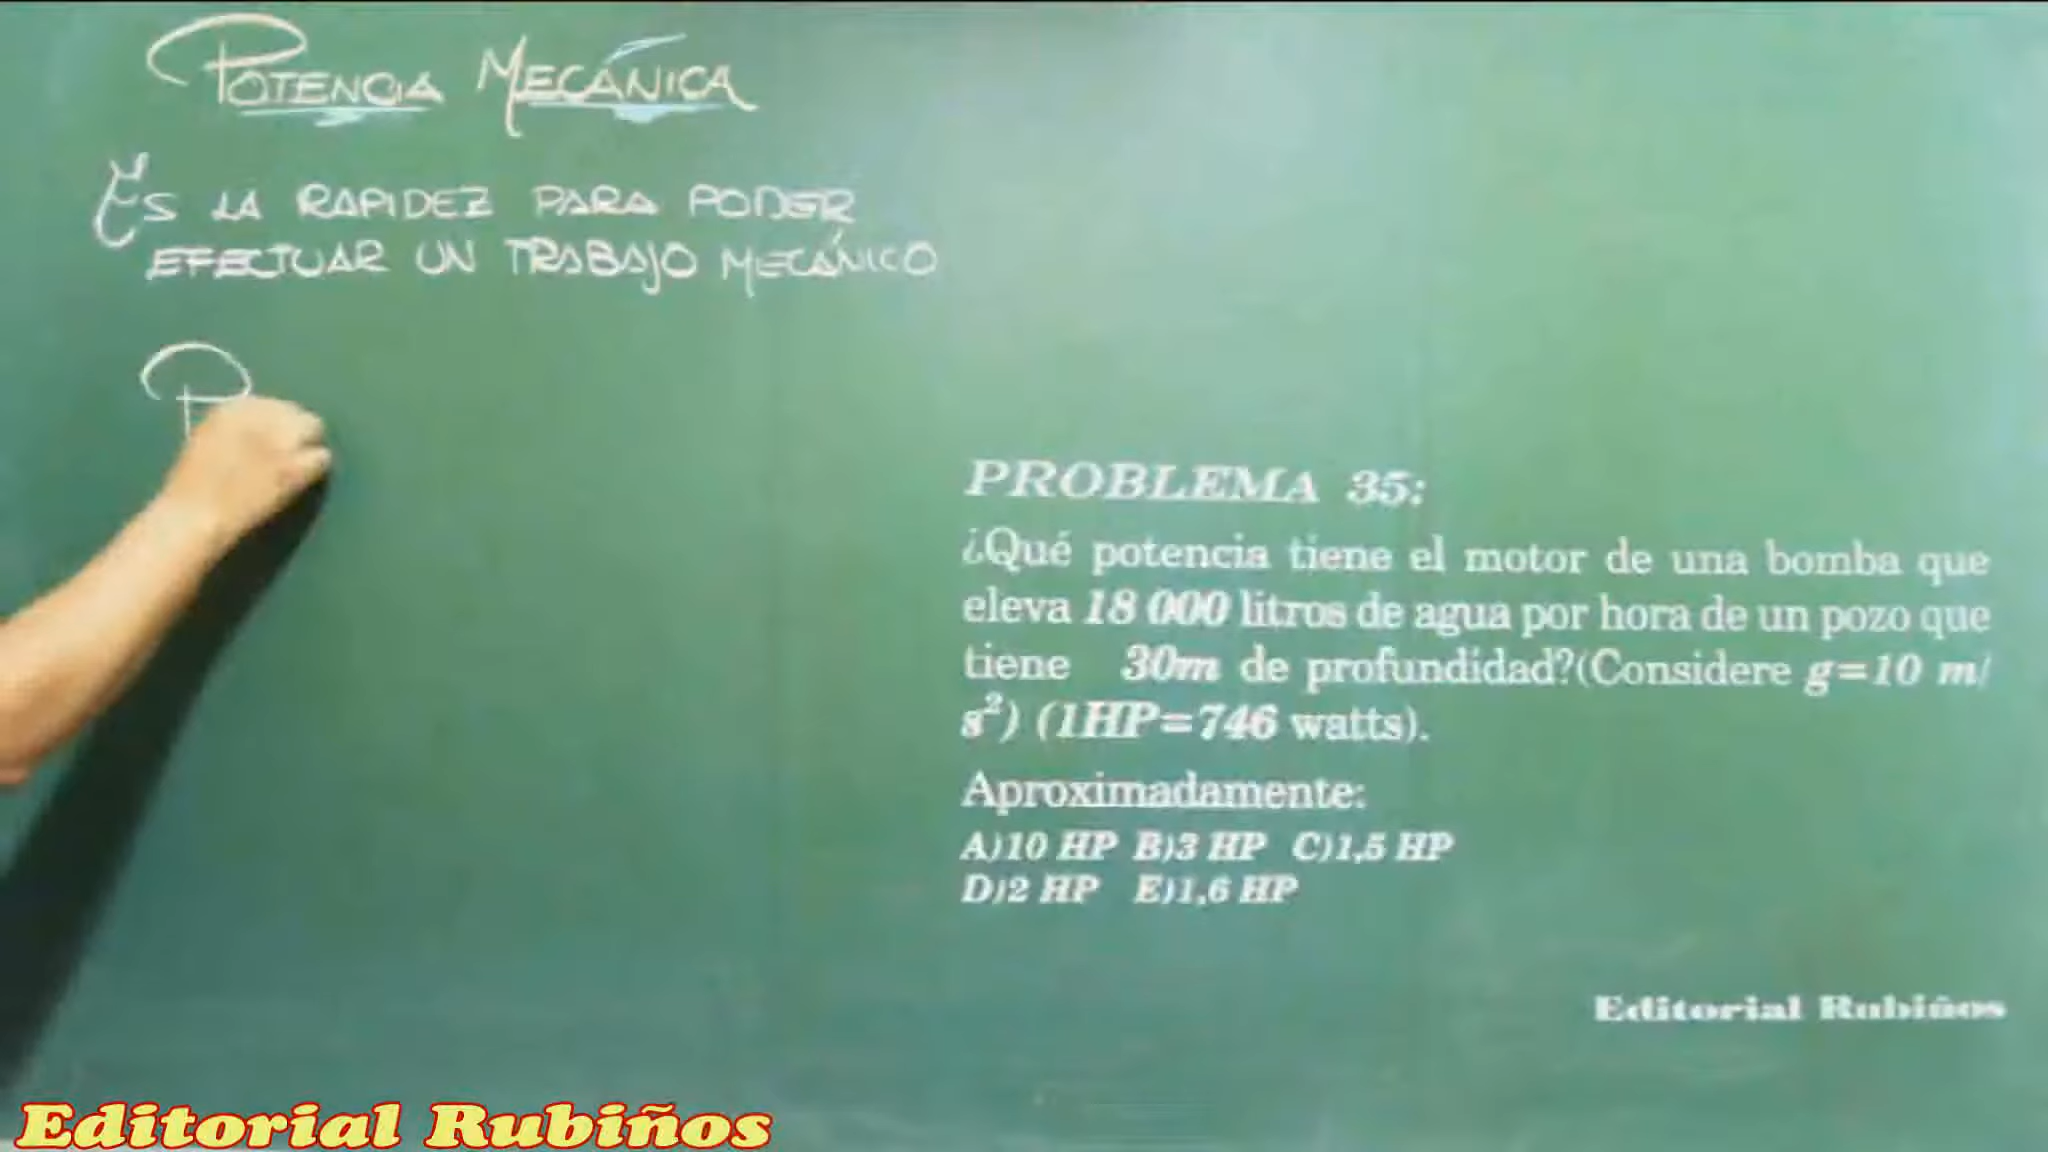 POTENCIA MECÁNICA
ES LA RAPIDEZ PARA PODER
EFECTUAR UN TRABAJO MECÁNICO
P
PROBLEMA 35:
¿Qué potencia tiene el motor de una bomba que
eleva 18 000 litros de agua por hora de un pozo que
tiene 30m de profundidad?(Considere g=10 m/
s²) (1HP=746 watts).
Aproximadamente:
A)10 HP B)3 HP C)1,5 HP
D)2 HP E)1,6 HP
Editorial Rubiños
Editorial Rubiños